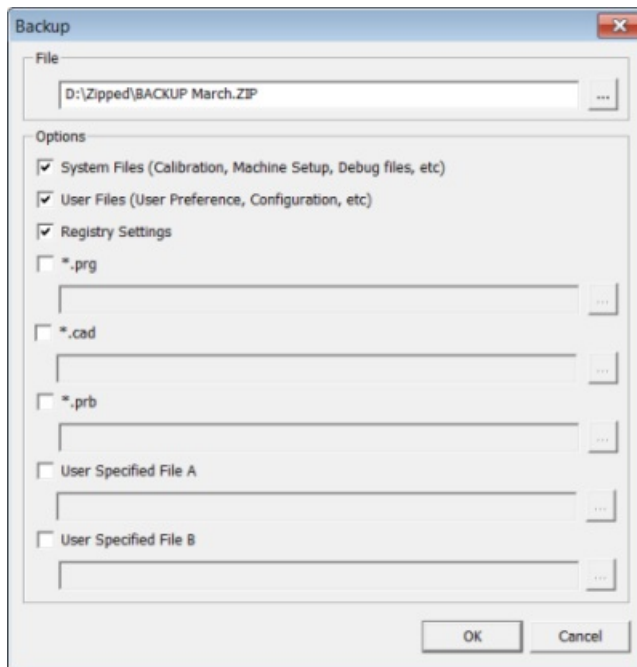 Backup
File
D:\Zipped\BACKUP March.ZIP
...
Options
System Files (Calibration, Machine Setup, Debug files, etc)
User Files (User Preference, Configuration, etc)
Registry Settings
*.prg
...
*.cad
...
*.prb
...
User Specified File A
...
User Specified File B
...
OK Cancel